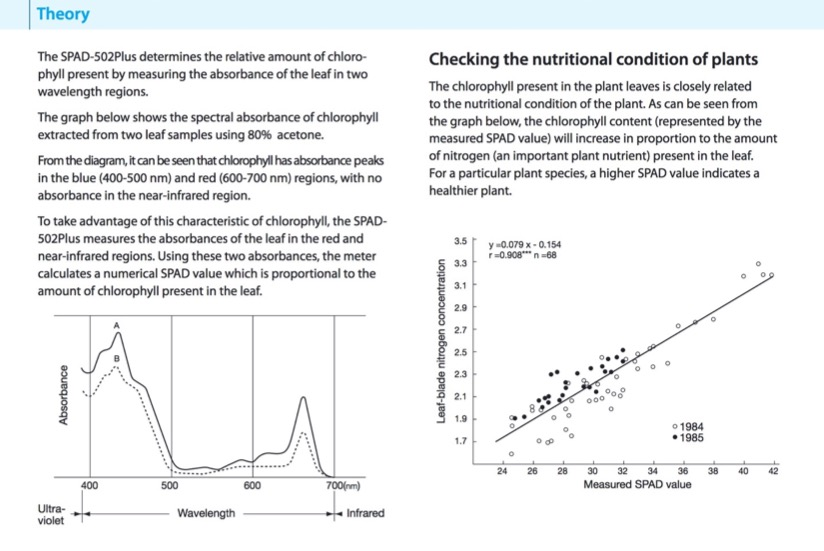 Theory
The SPAD-502Plus determines the relative amount of chloro-
phyll present by measuring the absorbance of the leaf in two
wavelength regions.
The graph below shows the spectral absorbance of chlorophyll
extracted from two leaf samples using 80% acetone.
From the diagram, it can be seen that chlorophyll has absorbance peaks
in the blue (400-500 nm) and red (600-700 nm) regions, with no
absorbance in the near-infrared region.
To take advantage of this characteristic of chlorophyll, the SPAD-
502Plus measures the absorbances of the leaf in the red and
near-infrared regions. Using these two absorbances, the meter
calculates a numerical SPAD value which is proportional to the
amount of chlorophyll present in the leaf.
A
B
Absorbance
400 500 600 700(nm)
Ultra-
violet
Wavelength
Infrared
Checking the nutritional condition of plants
The chlorophyll present in the plant leaves is closely related
to the nutritional condition of the plant. As can be seen from
the graph below, the chlorophyll content (represented by the
measured SPAD value) will increase in proportion to the amount
of nitrogen (an important plant nutrient) present in the leaf.
For a particular plant species, a higher SPAD value indicates a
healthier plant.
y=0.079 x - 0.154
r=0.908*** n=68
Leaf-blade nitrogen concentration
3.5
3.3
3.1
2.9
2.7
2.5
2.3
2.1
1.9
1.7
1984
1985
24 26 28 30 32 34 36 38 40 42
Measured SPAD value